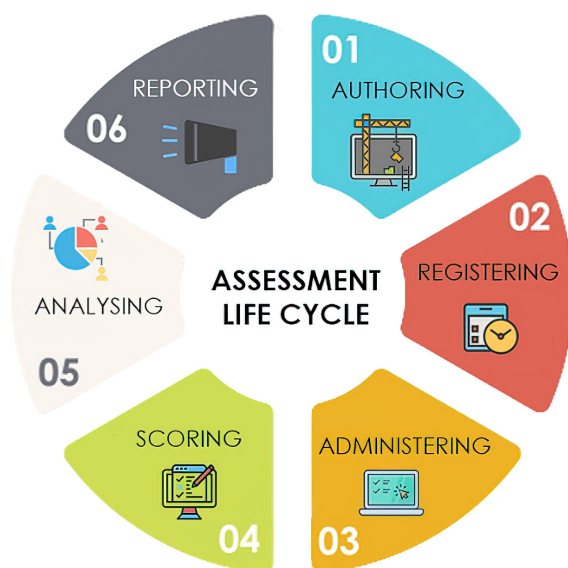 ASSESSMENT
LIFE CYCLE
01
AUTHORING
02
REGISTERING
ADMINISTERING
03
SCORING
04
ANALYSING
05
REPORTING
06